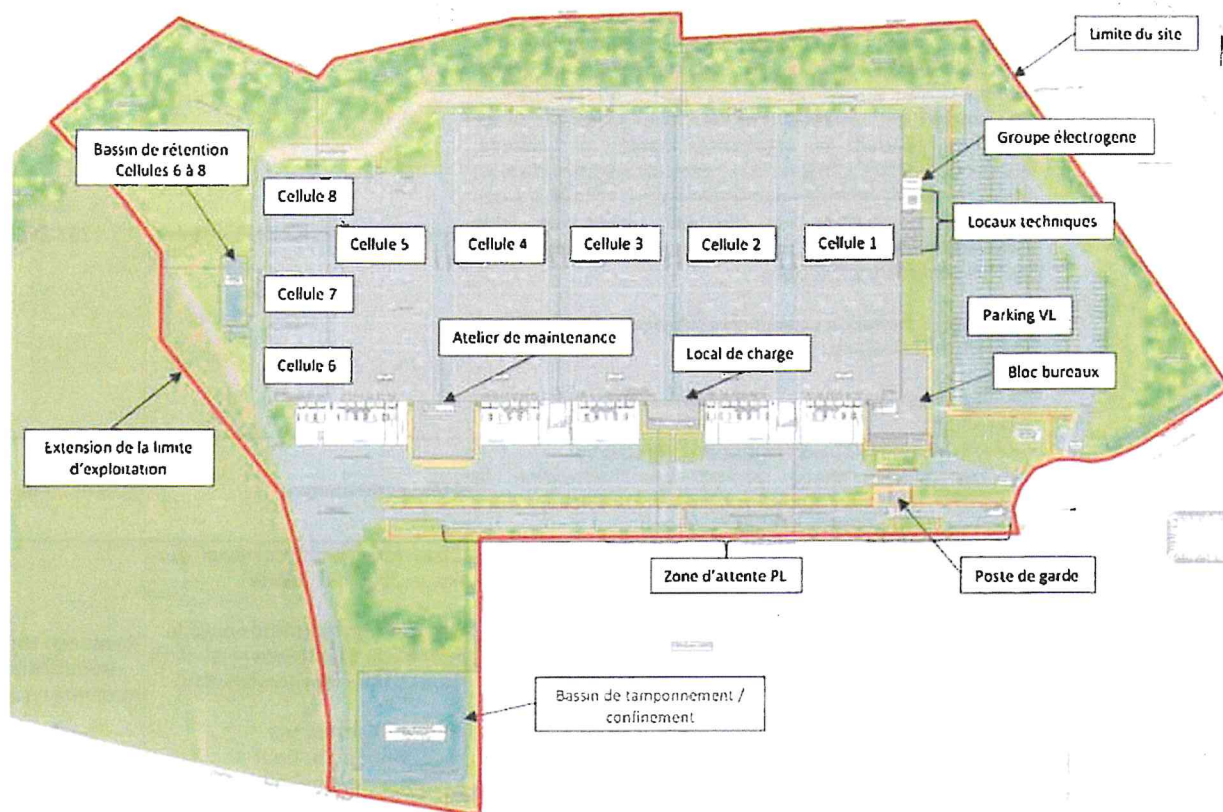 Limite du site
Groupe électrogene
Bassin de rétention
Cellules 6 à 8
Cellule 8
Locaux techniques
Cellule 5
Cellule 4
Cellule 3
Cellule 2
Cellule 1
Cellule 7
Parking VL
Atelier de maintenance
Local de charge
Cellule 6
Bloc bureaux
Extension de la limite
d'exploitation
Zone d'attente PL
Poste de garde
Bassin de tamponnement /
confinement